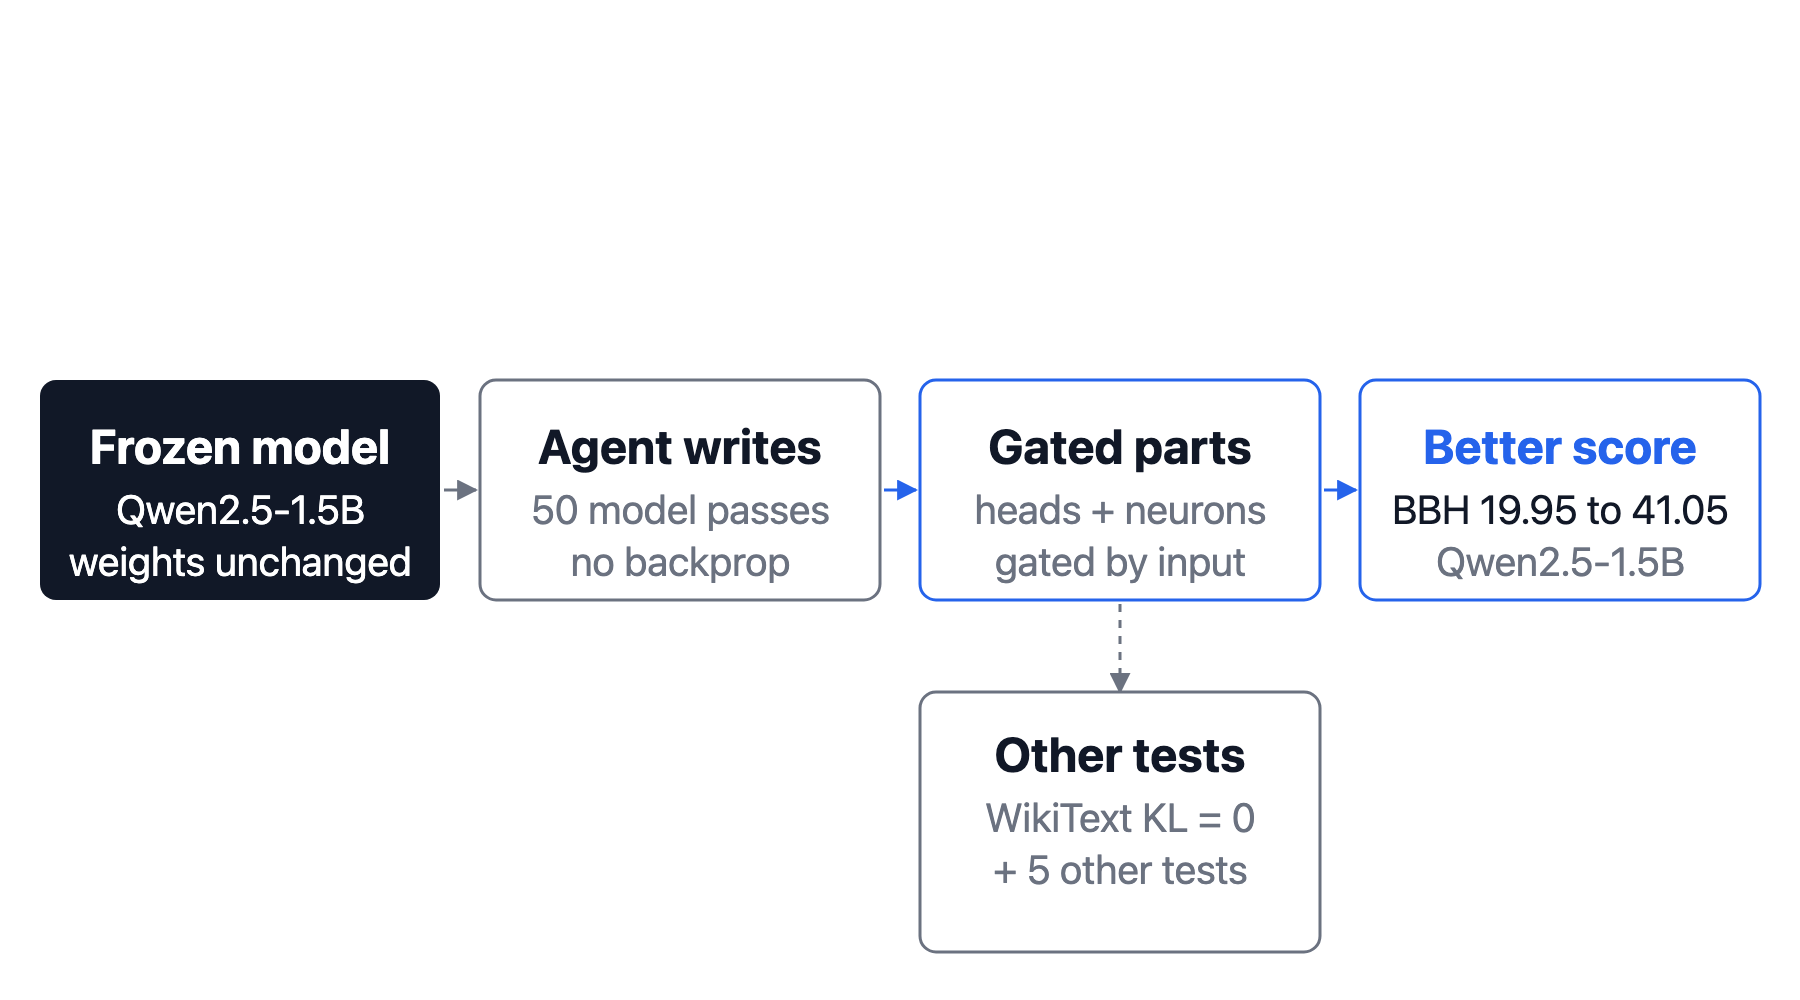 Frozen model
Qwen2.5-1.5B
weights unchanged
Agent writes
50 model passes
no backprop
Gated parts
heads + neurons
gated by input
Better score
BBH 19.95 to 41.05
Qwen2.5-1.5B
Other tests
WikiText KL = 0
+ 5 other tests